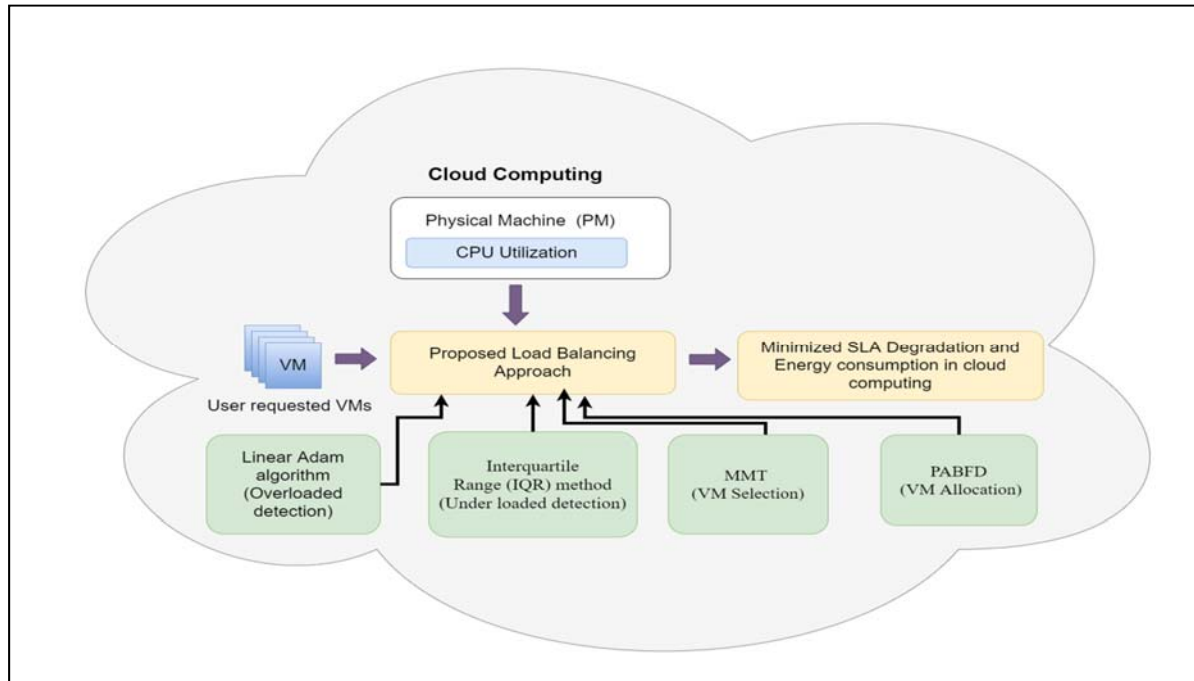 Cloud Computing
Physical Machine (PM)
CPU Utilization
VM
User requested VMs
Proposed Load Balancing
Approach
Minimized SLA Degradation and
Energy consumption in cloud
computing
Linear Adam
algorithm
(Overloaded
detection)
Interquartile
Range (IQR) method
(Under loaded detection)
MMT
(VM Selection)
PABFD
(VM Allocation)